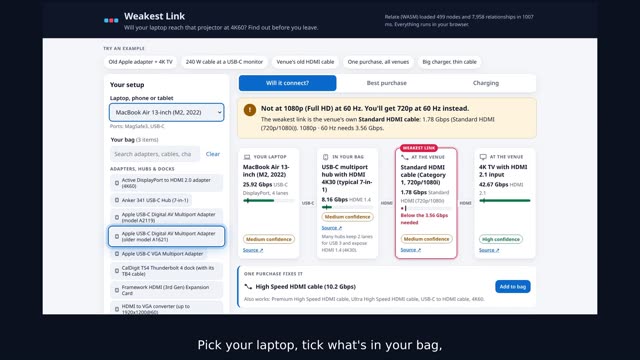 Weakest Link
Will your laptop reach that projector at 4K60? Find out before you leave.
Relate (WASM) loaded 499 nodes and 7,958 relationships in 1007
ms. Everything runs in your browser.
TRY AN EXAMPLE
Old Apple adapter + 4K TV
240 W cable at a USB-C monitor
Venue's old HDMI cable
One purchase, all venues
Big charger, thin cable
Your setup
Laptop, phone or tablet
MacBook Air 13-inch (M2, 2022)
Ports: MagSafe3, USB-C
Your bag (3 items)
Search adapters, cables, cha
Clear
ADAPTERS, HUBS & DOCKS
Active DisplayPort to HDMI 2.0 adapter
(4K60)
Anker 341 USB-C Hub (7-in-1)
Apple USB-C Digital AV Multiport Adapter
(model A2119)
Apple USB-C Digital AV Multiport Adapter
(older model A1621)
Apple USB-C VGA Multiport Adapter
CalDigit TS4 Thunderbolt 4 dock (with its
TB4 cable)
Framework HDMI (3rd Gen) Expansion
Card
HDMI to VGA converter (up to
1920x1200@60)
Will it connect?
Best purchase
Charging
Not at 1080p (Full HD) at 60 Hz. You'll get 720p at 60 Hz instead.
The weakest link is the venue's own Standard HDMI cable: 1.78 Gbps (Standard HDMI
(720p/1080i)). 1080p · 60 Hz needs 3.56 Gbps.
YOUR LAPTOP
MacBook Air
13-inch (M2,
2022)
25.92 Gbps USB-C
DisplayPort, 4 lanes
Medium confidence
Source ↗
USB-C
IN YOUR BAG
USB-C multiport
hub with HDMI
4K30 (typical 7-in-
1)
8.16 Gbps HDMI 1.4
Medium confidence
Source ↗
Many hubs keep 2 lanes
for USB 3 and expose
HDMI 1.4 (4K30).
HDMI
WEAKEST LINK
AT THE VENUE
Standard HDMI
cable (Category
1, 720p/1080i)
1.78 Gbps Standard
HDMI (720p/1080i)
Below the 3.56 Gbps
needed
Medium confidence
Source ↗
HDMI
AT THE VENUE
4K TV with HDMI
2.1 input
42.67 Gbps HDMI
2.1
High confidence
Source ↗
ONE PURCHASE FIXES IT
High Speed HDMI cable (10.2 Gbps)
Add to bag
Also works: Premium High Speed HDMI cable, Ultra High Speed HDMI cable, USB-C to HDMI cable, 4K60.
Pick your laptop, tick what's in your bag,